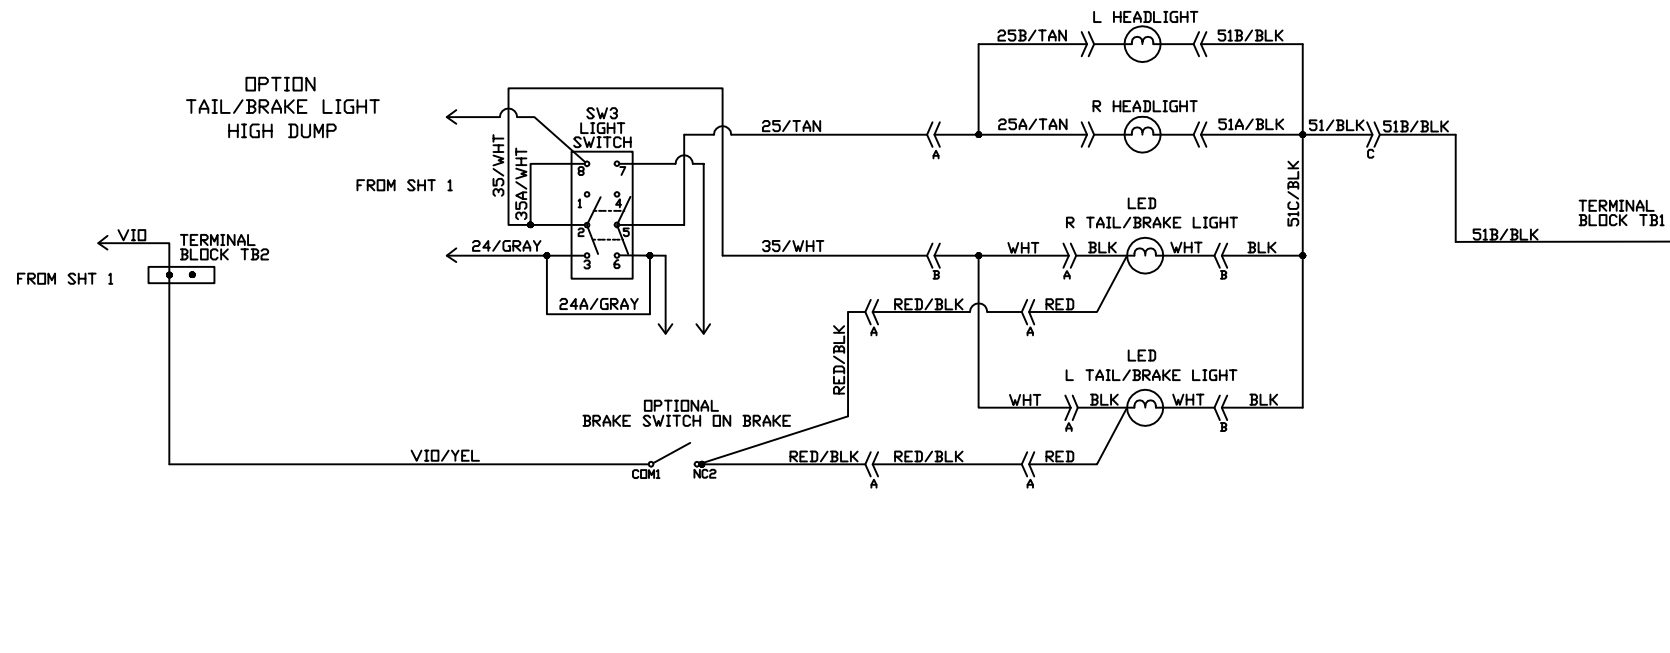 L HEADLIGHT
25B/TAN
51B/BLK
OPTION
TAIL/BRAKE LIGHT
HIGH DUMP
SW3
LIGHT
SWITCH
R HEADLIGHT
25/TAN
A
25A/TAN
51A/BLK
51/BLK
51B/BLK
C
35/WHT
35A/WHT
8
7
FROM SHT 1
1
4
2
5
3
6
51C/BLK
LED
R TAIL/BRAKE LIGHT
TERMINAL
BLOCK TB1
51B/BLK
VIO
TERMINAL
BLOCK TB2
24/GRAY
35/WHT
B
WHT
A
BLK
WHT
B
BLK
FROM SHT 1
24A/GRAY
RED/BLK
A
RED
A
RED/BLK
LED
L TAIL/BRAKE LIGHT
WHT
A
BLK
WHT
B
BLK
OPTIONAL
BRAKE SWITCH ON BRAKE
VIO/YEL
COM1
NC2
RED/BLK
A
RED/BLK
A
RED